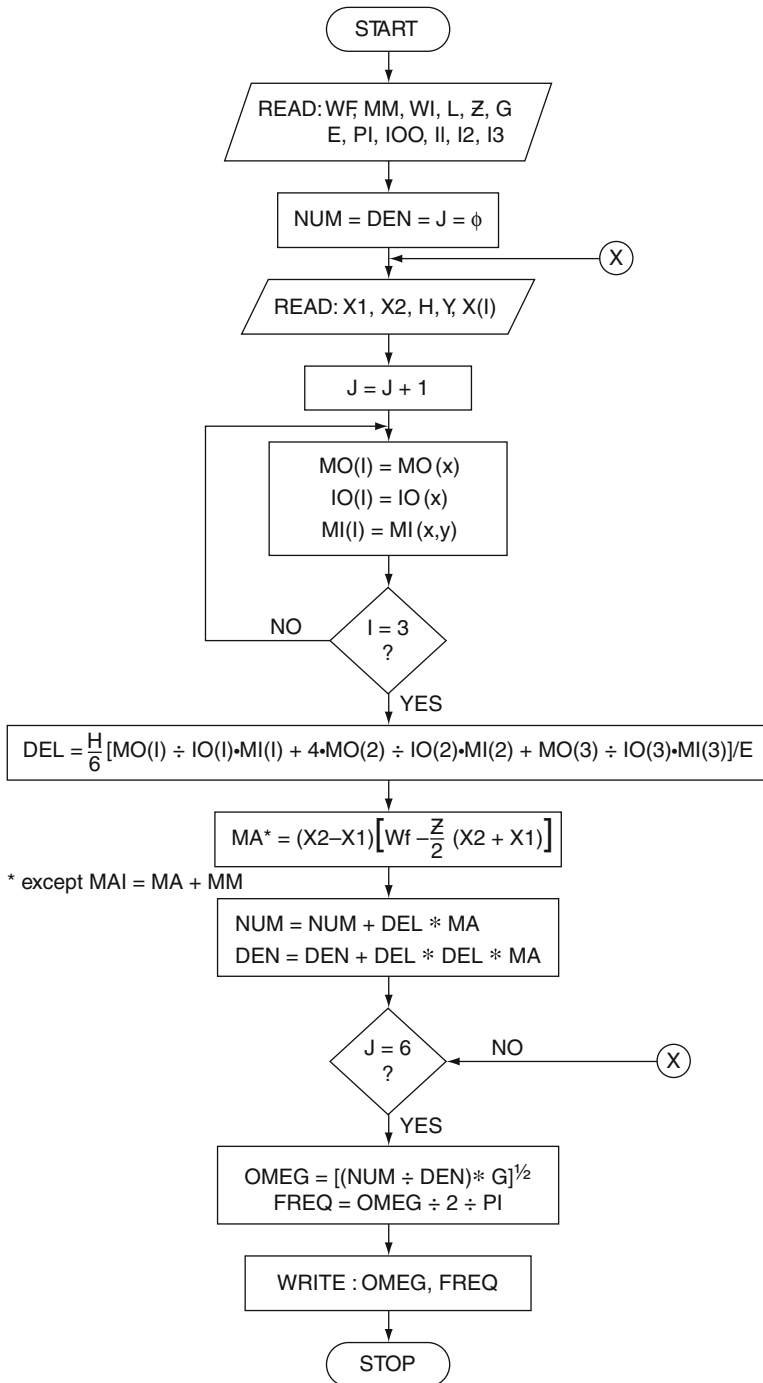 START
READ: WF, MM, WI, L, Ƶ, G
E, PI, IOO, II, I2, I3
NUM = DEN = J = ϕ
X
READ: X1, X2, H, Y, X(I)
J = J + 1
MO(I) = MO(x)
IO(I) = IO(x)
MI(I) = MI(x,y)
I = 3
?
NO
YES
DEL = H/6 [MO(I) ÷ IO(I)•MI(I) + 4•MO(2) ÷ IO(2)•MI(2) + MO(3) ÷ IO(3)•MI(3)]/E
MA* = (X2–X1)[Wf – Ƶ/2 (X2 + X1)]
* except MAI = MA + MM
NUM = NUM + DEL * MA
DEN = DEN + DEL * DEL * MA
J = 6
?
NO
X
YES
OMEG = [(NUM ÷ DEN)* G]^½
FREQ = OMEG ÷ 2 ÷ PI
WRITE : OMEG, FREQ
STOP